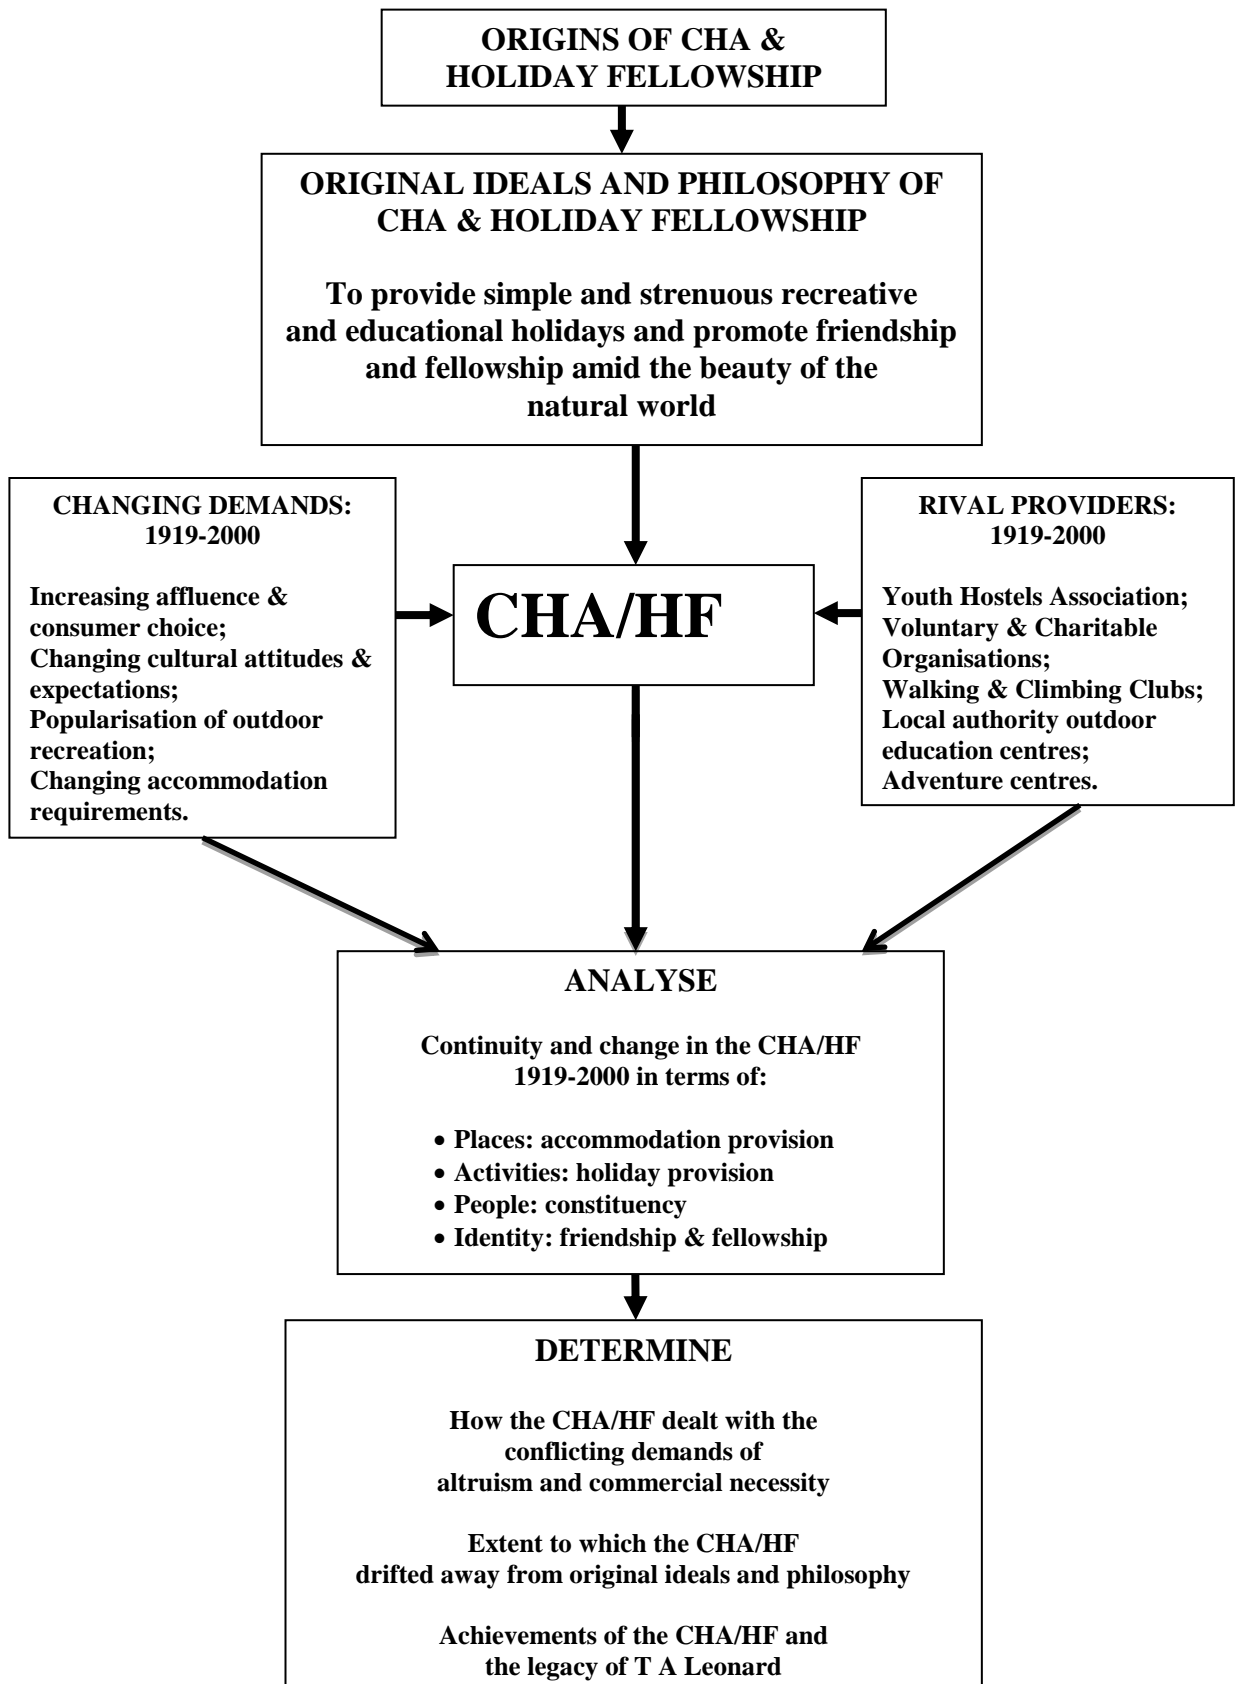 ORIGINS OF CHA &
HOLIDAY FELLOWSHIP
ORIGINAL IDEALS AND PHILOSOPHY OF
CHA & HOLIDAY FELLOWSHIP
To provide simple and strenuous recreative
and educational holidays and promote friendship
and fellowship amid the beauty of the
natural world
CHANGING DEMANDS:
1919-2000
Increasing affluence &
consumer choice;
Changing cultural attitudes &
expectations;
Popularisation of outdoor
recreation;
Changing accommodation
requirements.
CHA/HF
RIVAL PROVIDERS:
1919-2000
Youth Hostels Association;
Voluntary & Charitable
Organisations;
Walking & Climbing Clubs;
Local authority outdoor
education centres;
Adventure centres.
ANALYSE
Continuity and change in the CHA/HF
1919-2000 in terms of:
• Places: accommodation provision
• Activities: holiday provision
• People: constituency
• Identity: friendship & fellowship
DETERMINE
How the CHA/HF dealt with the
conflicting demands of
altruism and commercial necessity
Extent to which the CHA/HF
drifted away from original ideals and philosophy
Achievements of the CHA/HF and
the legacy of T A Leonard